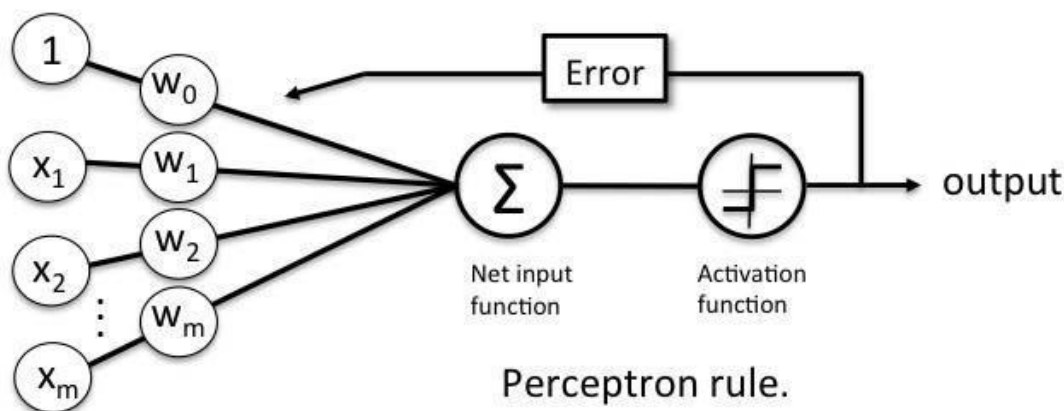 1
w₀
Error
x₁
w₁
Σ
output
x₂
w₂
⋮
wₘ
xₘ
Net input
function
Activation
function
Perceptron rule.